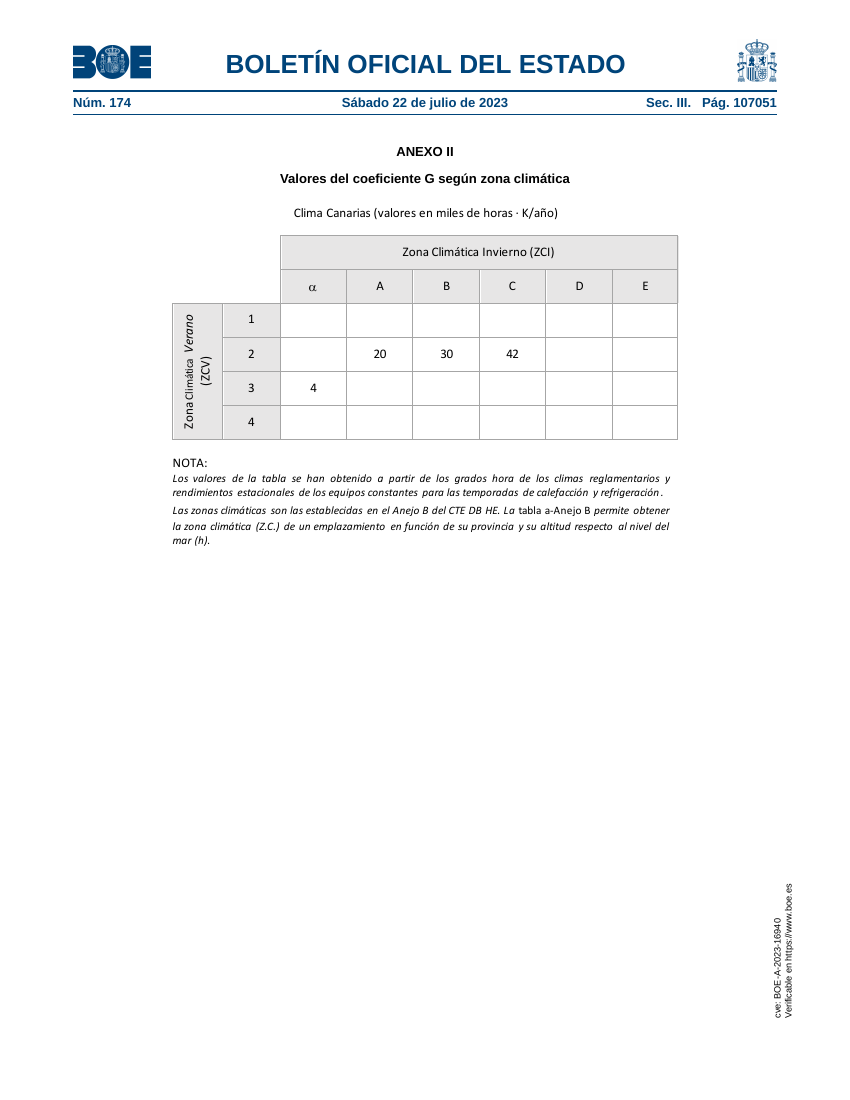 BOE
BOLETÍN OFICIAL DEL ESTADO
Núm. 174 Sábado 22 de julio de 2023 Sec. III. Pág. 107051
ANEXO II
Valores del coeficiente G según zona climática
Clima Canarias (valores en miles de horas · K/año)
Zona Climática Invierno (ZCI)
α A B C D E
Zona Climática Verano
(ZCV)
1
2 20 30 42
3 4
4
NOTA:
Los valores de la tabla se han obtenido a partir de los grados hora de los climas reglamentarios y
rendimientos estacionales de los equipos constantes para las temporadas de calefacción y refrigeración.
Las zonas climáticas son las establecidas en el Anejo B del CTE DB HE. La tabla a-Anejo B permite obtener
la zona climática (Z.C.) de un emplazamiento en función de su provincia y su altitud respecto al nivel del
mar (h).
cve: BOE-A-2023-16940
Verificable en https://www.boe.es